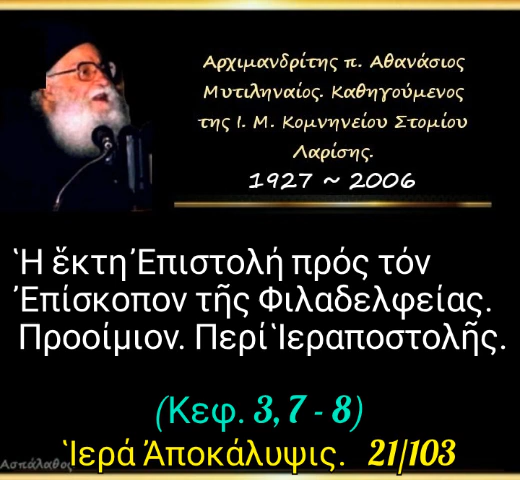 Αρχιμανδρίτης π. Αθανάσιος
Μυτιληναίος. Καθηγούμενος
της Ι. Μ. Κομνηνείου Στομίου
Λαρίσης.
1927 ~ 2006
Ἡ ἕκτη Ἐπιστολή πρός τόν
Ἐπίσκοπον τῆς Φιλαδελφείας.
Προοίμιον. Περί Ἱεραποστολῆς.
(Κεφ. 3, 7 - 8)
Ἱερά Ἀποκάλυψις. 21/103
Ασπάλαθος